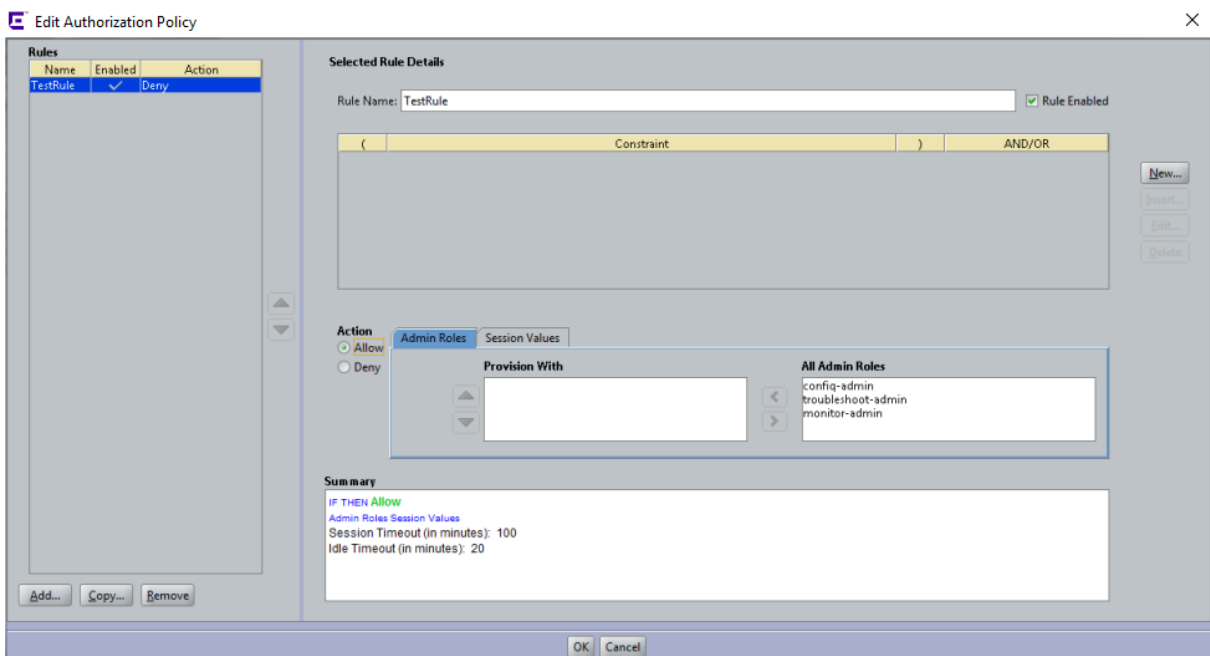 Edit Authorization Policy
Rules
Name Enabled Action
TestRule Deny
Add... Copy... Remove
Selected Rule Details
Rule Name: TestRule Rule Enabled
( Constraint ) AND/OR
New...
Insert...
Edit...
Delete
Action
Allow
Deny
Admin Roles Session Values
Provision With
All Admin Roles
config-admin
troubleshoot-admin
monitor-admin
Summary
IF THEN Allow
Admin Roles Session Values
Session Timeout (in minutes): 100
Idle Timeout (in minutes): 20
OK Cancel